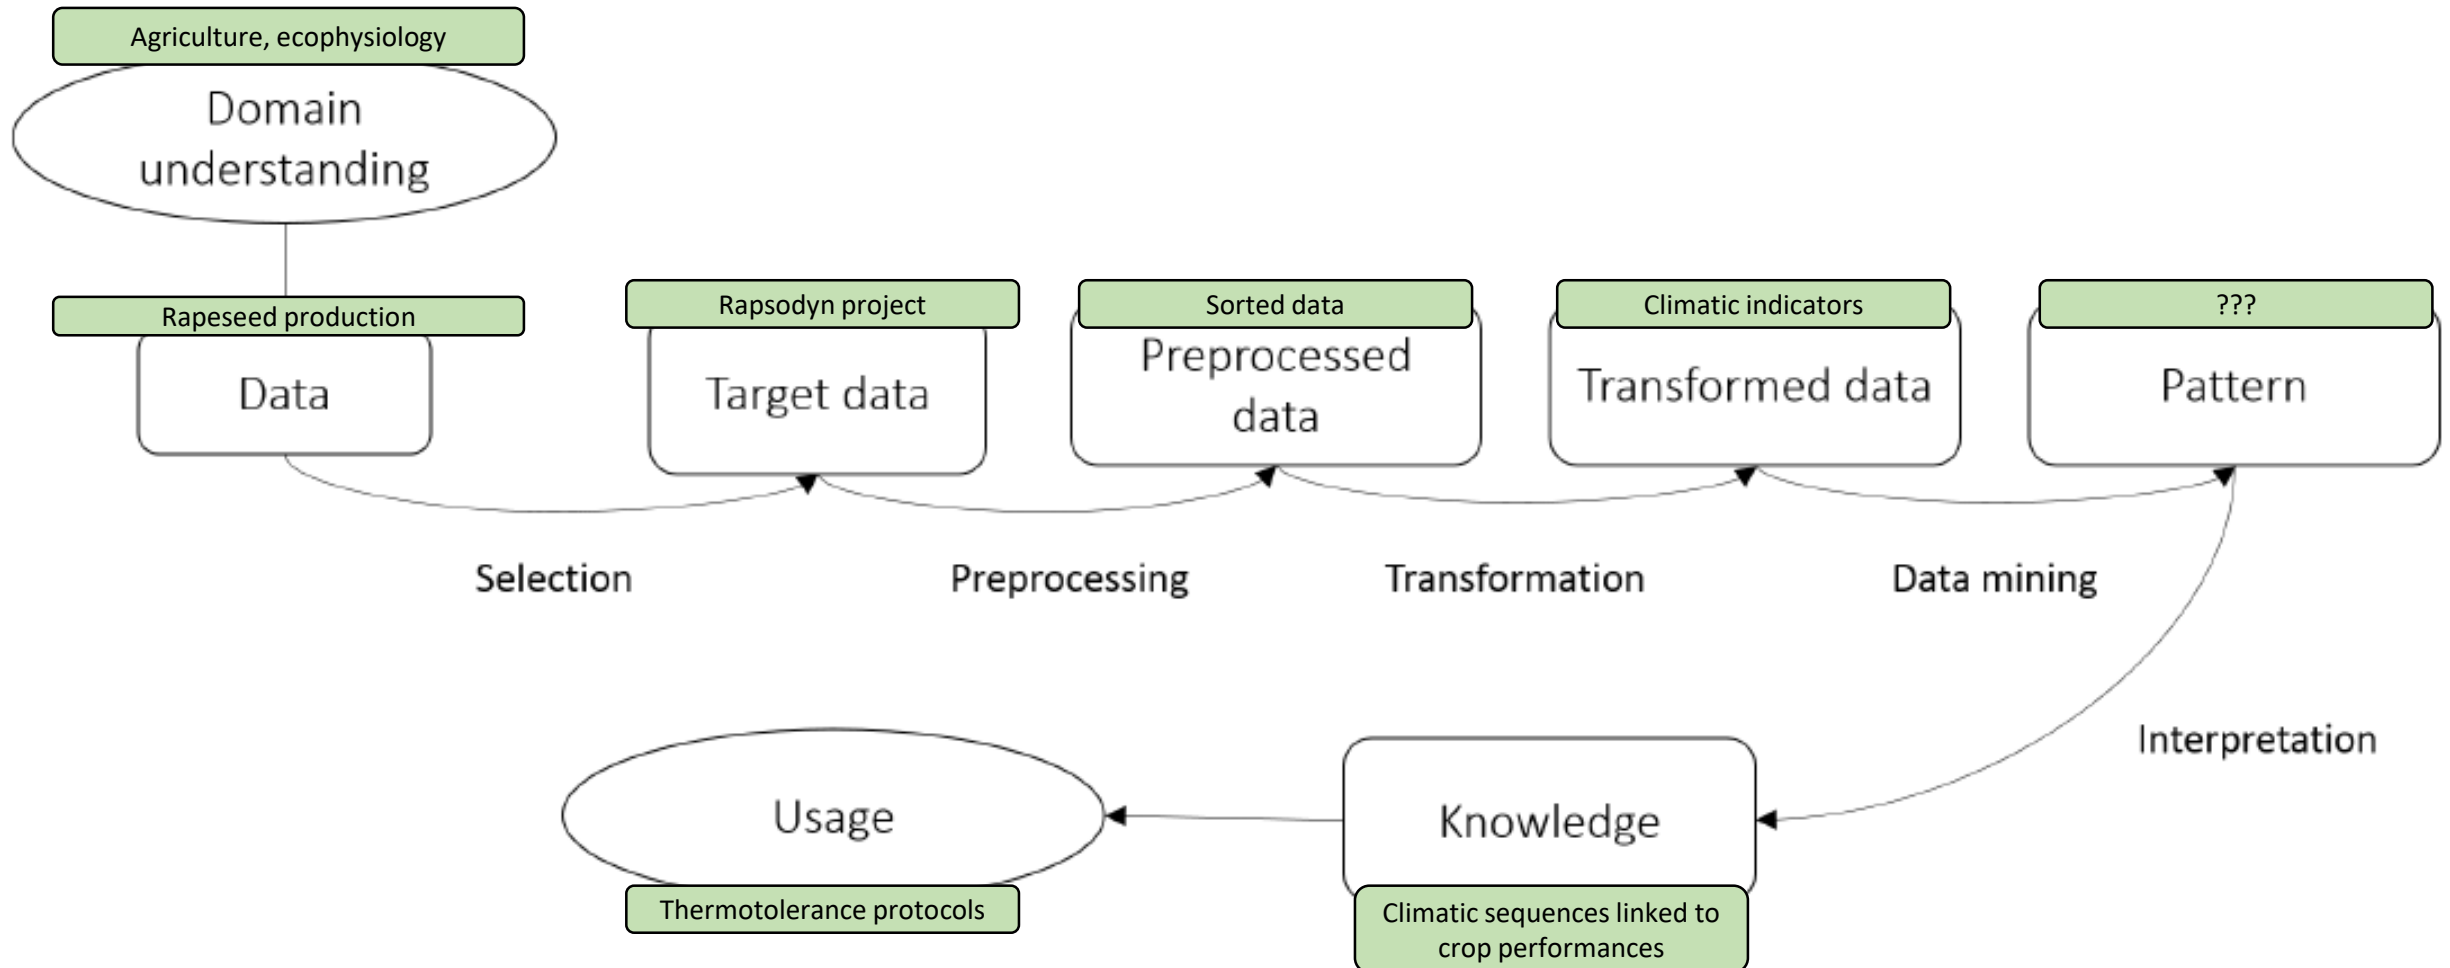 Agriculture, ecophysiology
Domain
understanding
Rapeseed production
Data
Rapsodyn project
Target data
Sorted data
Preprocessed
data
Climatic indicators
Transformed data
???
Pattern
Selection
Preprocessing
Transformation
Data mining
Interpretation
Usage
Thermotolerance protocols
Knowledge
Climatic sequences linked to
crop performances